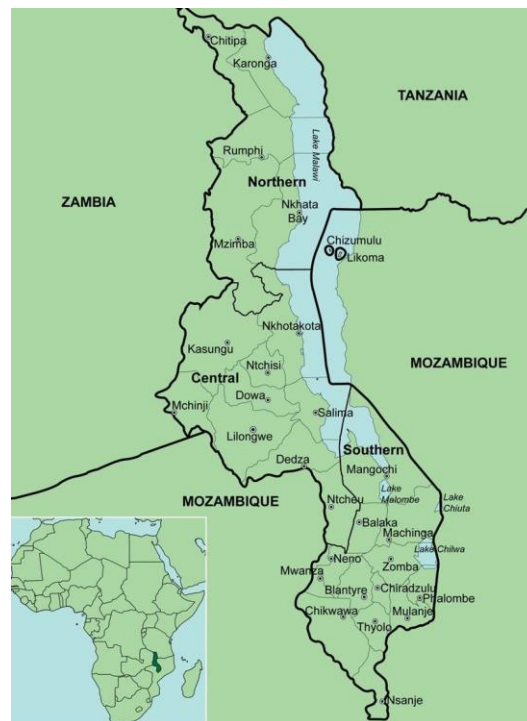 Chitipa
Karonga
TANZANIA
Lake Malawi
Rumphi
Northern
ZAMBIA
Nkhata
Bay
Mzimba
Chizumulu
Likoma
Nkhotakota
Kasungu
Ntchisi
MOZAMBIQUE
Central
Dowa
Mchinji
Salima
Lilongwe
Southern
Dedza
Mangochi
MOZAMBIQUE
Lake
Malombe
Ntcheu
Lake
Chiuta
Balaka
Machinga
Lake Chilwa
Neno
Zomba
Mwanza
Blantyre
Chiradzulu
Phalombe
Chikwawa
Mulanje
Thyolo
Nsanje